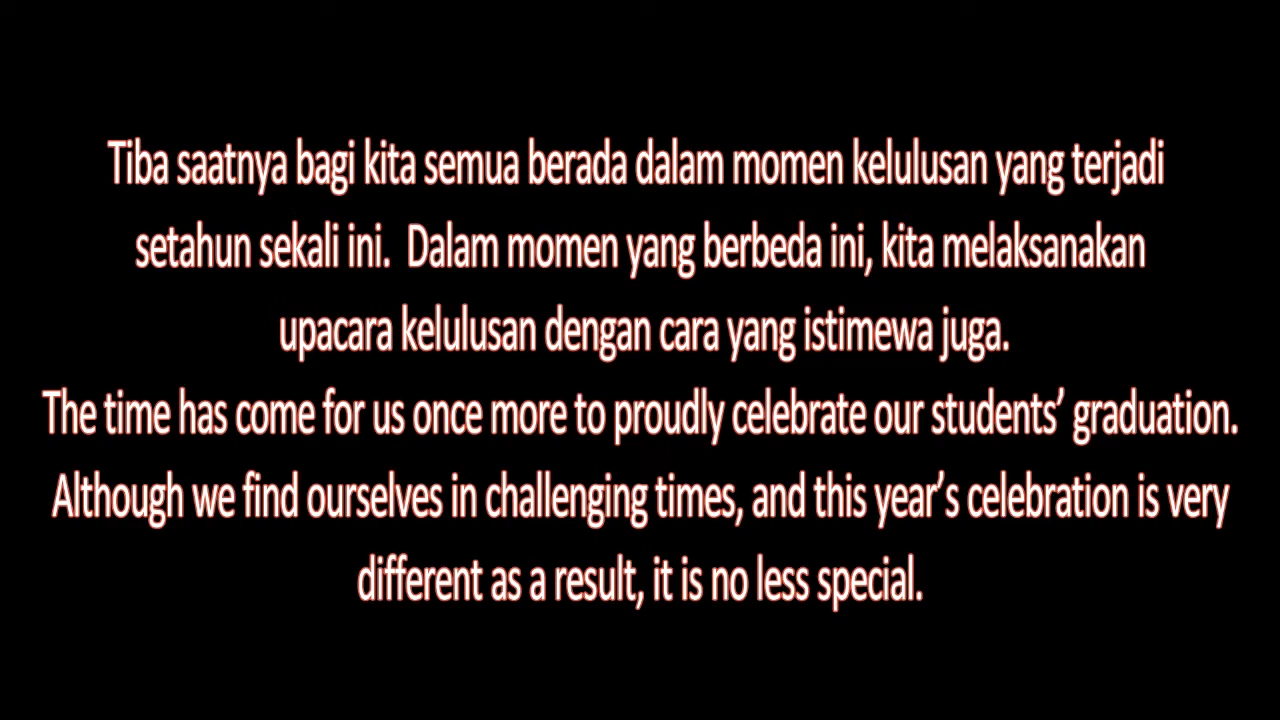 Tiba saatnya bagi kita semua berada dalam momen kelulusan yang terjadi
setahun sekali ini.  Dalam momen yang berbeda ini, kita melaksanakan
upacara kelulusan dengan cara yang istimewa juga.
The time has come for us once more to proudly celebrate our students’ graduation.
Although we find ourselves in challenging times, and this year’s celebration is very
different as a result, it is no less special.